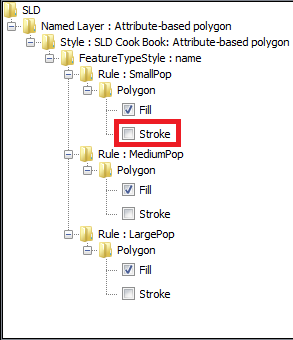 SLD
Named Layer : Attribute-based polygon
Style : SLD Cook Book: Attribute-based polygon
FeatureTypeStyle : name
Rule : SmallPop
Polygon
Fill
Stroke
Rule : MediumPop
Polygon
Fill
Stroke
Rule : LargePop
Polygon
Fill
Stroke